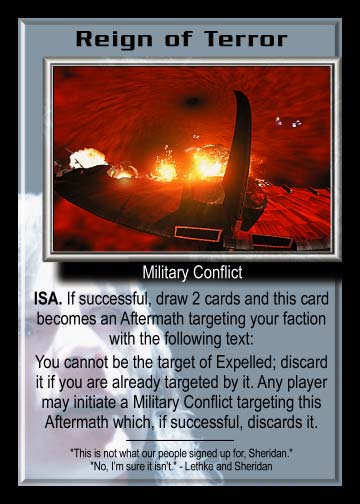 Reign of Terror
Military Conflict
ISA. If successful, draw 2 cards and this card
becomes an Aftermath targeting your faction
with the following text:
You cannot be the target of Expelled; discard
it if you are already targeted by it. Any player
may initiate a Military Conflict targeting this
Aftermath which, if successful, discards it.
"This is not what our people signed up for, Sheridan."
"No, I'm sure it isn't." - Lethke and Sheridan